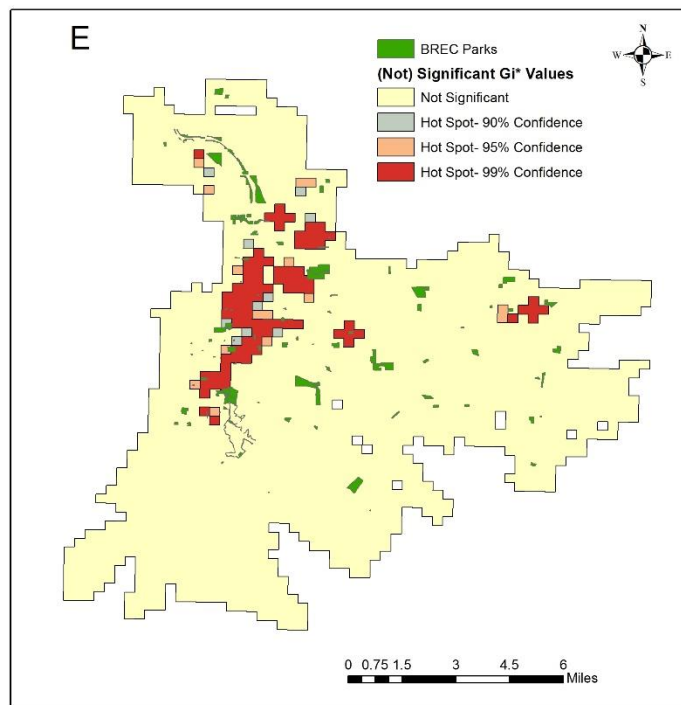 E
BREC Parks
(Not) Significant Gi* Values
Not Significant
Hot Spot- 90% Confidence
Hot Spot- 95% Confidence
Hot Spot- 99% Confidence
N
W E
S
0 0.75 1.5 3 4.5 6
Miles